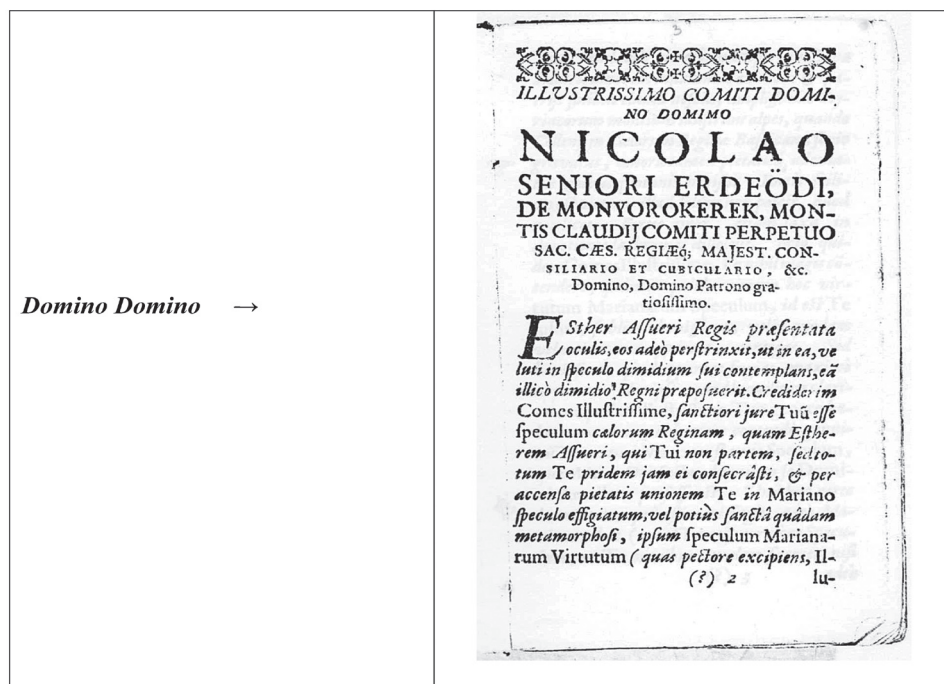 Domino Domino →
3
ILLUSTRISSIMO COMITI DOMI-
NO DOMIMO
NICOLAO
SENIORI ERDEÖDI,
DE MONYOROKEREK, MON-
TIS CLAUDIJ COMITI PERPETUO
SAC. CÆS. REGIÆq́; MAJEST. CON-
SILIARIO ET CUBICULARIO, &c.
Domino, Domino Patrono gra-
tiosiſſimo.
ESther Aſſueri Regis præſentata
oculis, eos adeò perſtrinxit, ut in ea, ve
luti in ſpeculo dimidium ſui contemplans, eã
illicò dimidio Regni præpoſuerit. Crediderim
Comes Illuſtriſſime, ſanctiori jure Tuũ eſſe
ſpeculum cælorum Reginam, quam Eſthe-
rem Aſſueri, qui Tui non partem, ſed to-
tum Te pridem jam ei conſecrâſti, & per
accenſæ pietatis unionem Te in Mariano
ſpeculo effigiatum, vel potiùs ſanctâ quâdam
metamorphoſi, ipſum ſpeculum Mariana-
rum Virtutum (quas pectore excipiens, Il-
(?) 2 lu-